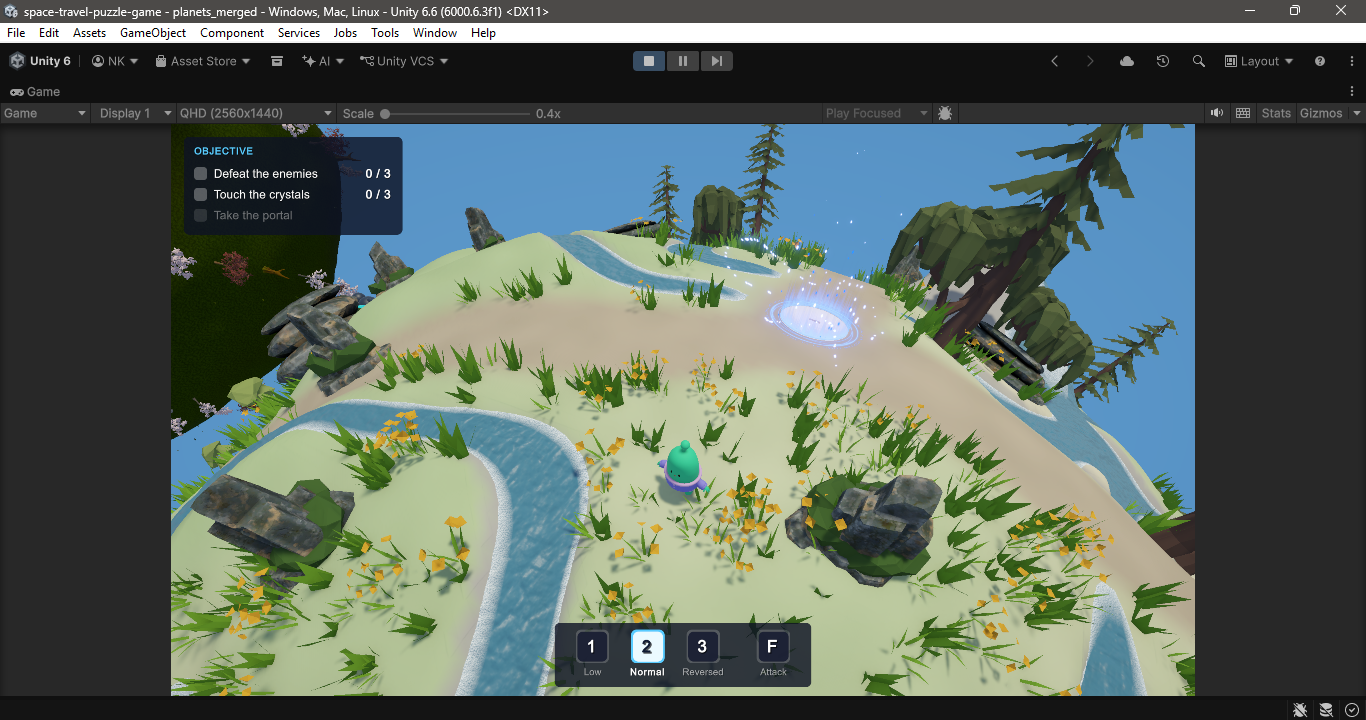 space-travel-puzzle-game - planets_merged - Windows, Mac, Linux - Unity 6.6 (6000.6.3f1) <DX11>
File Edit Assets GameObject Component Services Jobs Tools Window Help
Unity 6 NK Asset Store AI Unity VCS Layout
Game
Game Display 1 QHD (2560x1440) Scale 0.4x Play Focused Stats Gizmos
OBJECTIVE
Defeat the enemies 0 / 3
Touch the crystals 0 / 3
Take the portal
1 2 3 F
Low Normal Reversed Attack